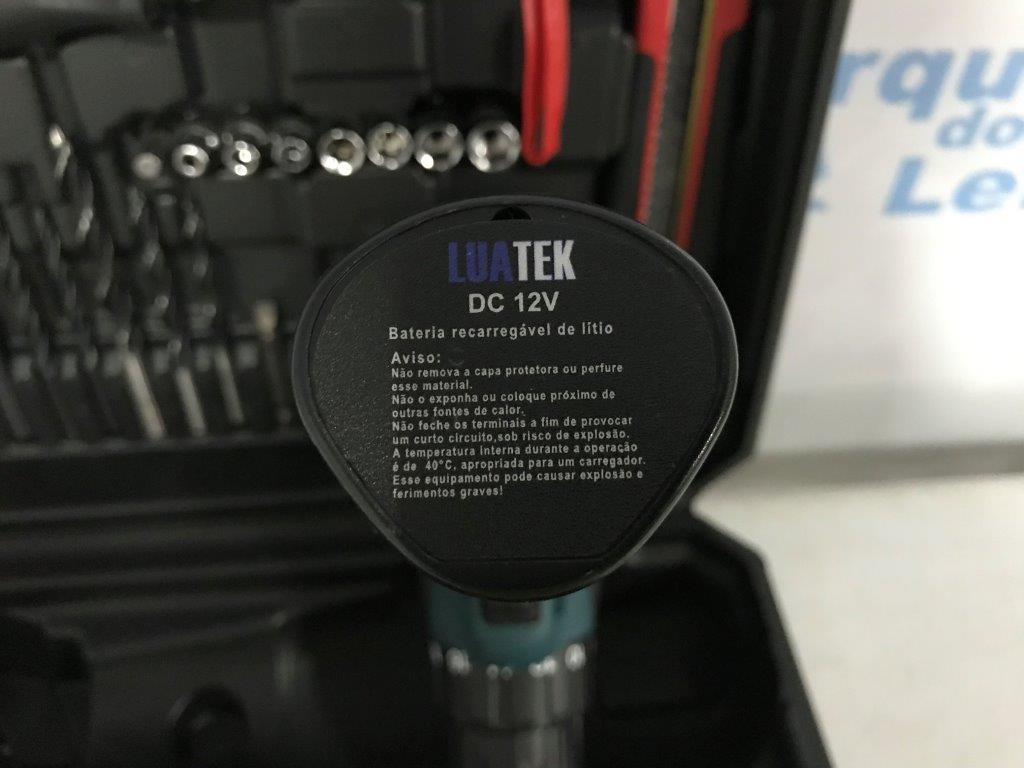 LUATEK
DC 12V
Bateria recarregável de lítio
Aviso:
Não remova a capa protetora ou perfure
esse material.
Não o exponha ou coloque próximo de
outras fontes de calor.
Não feche os terminais a fim de provocar
um curto circuito,sob risco de explosão.
A temperatura interna durante a operação
é de 40°C, apropriada para um carregador.
Esse equipamento pode causar explosão e
ferimentos graves!
rqu
do
Le